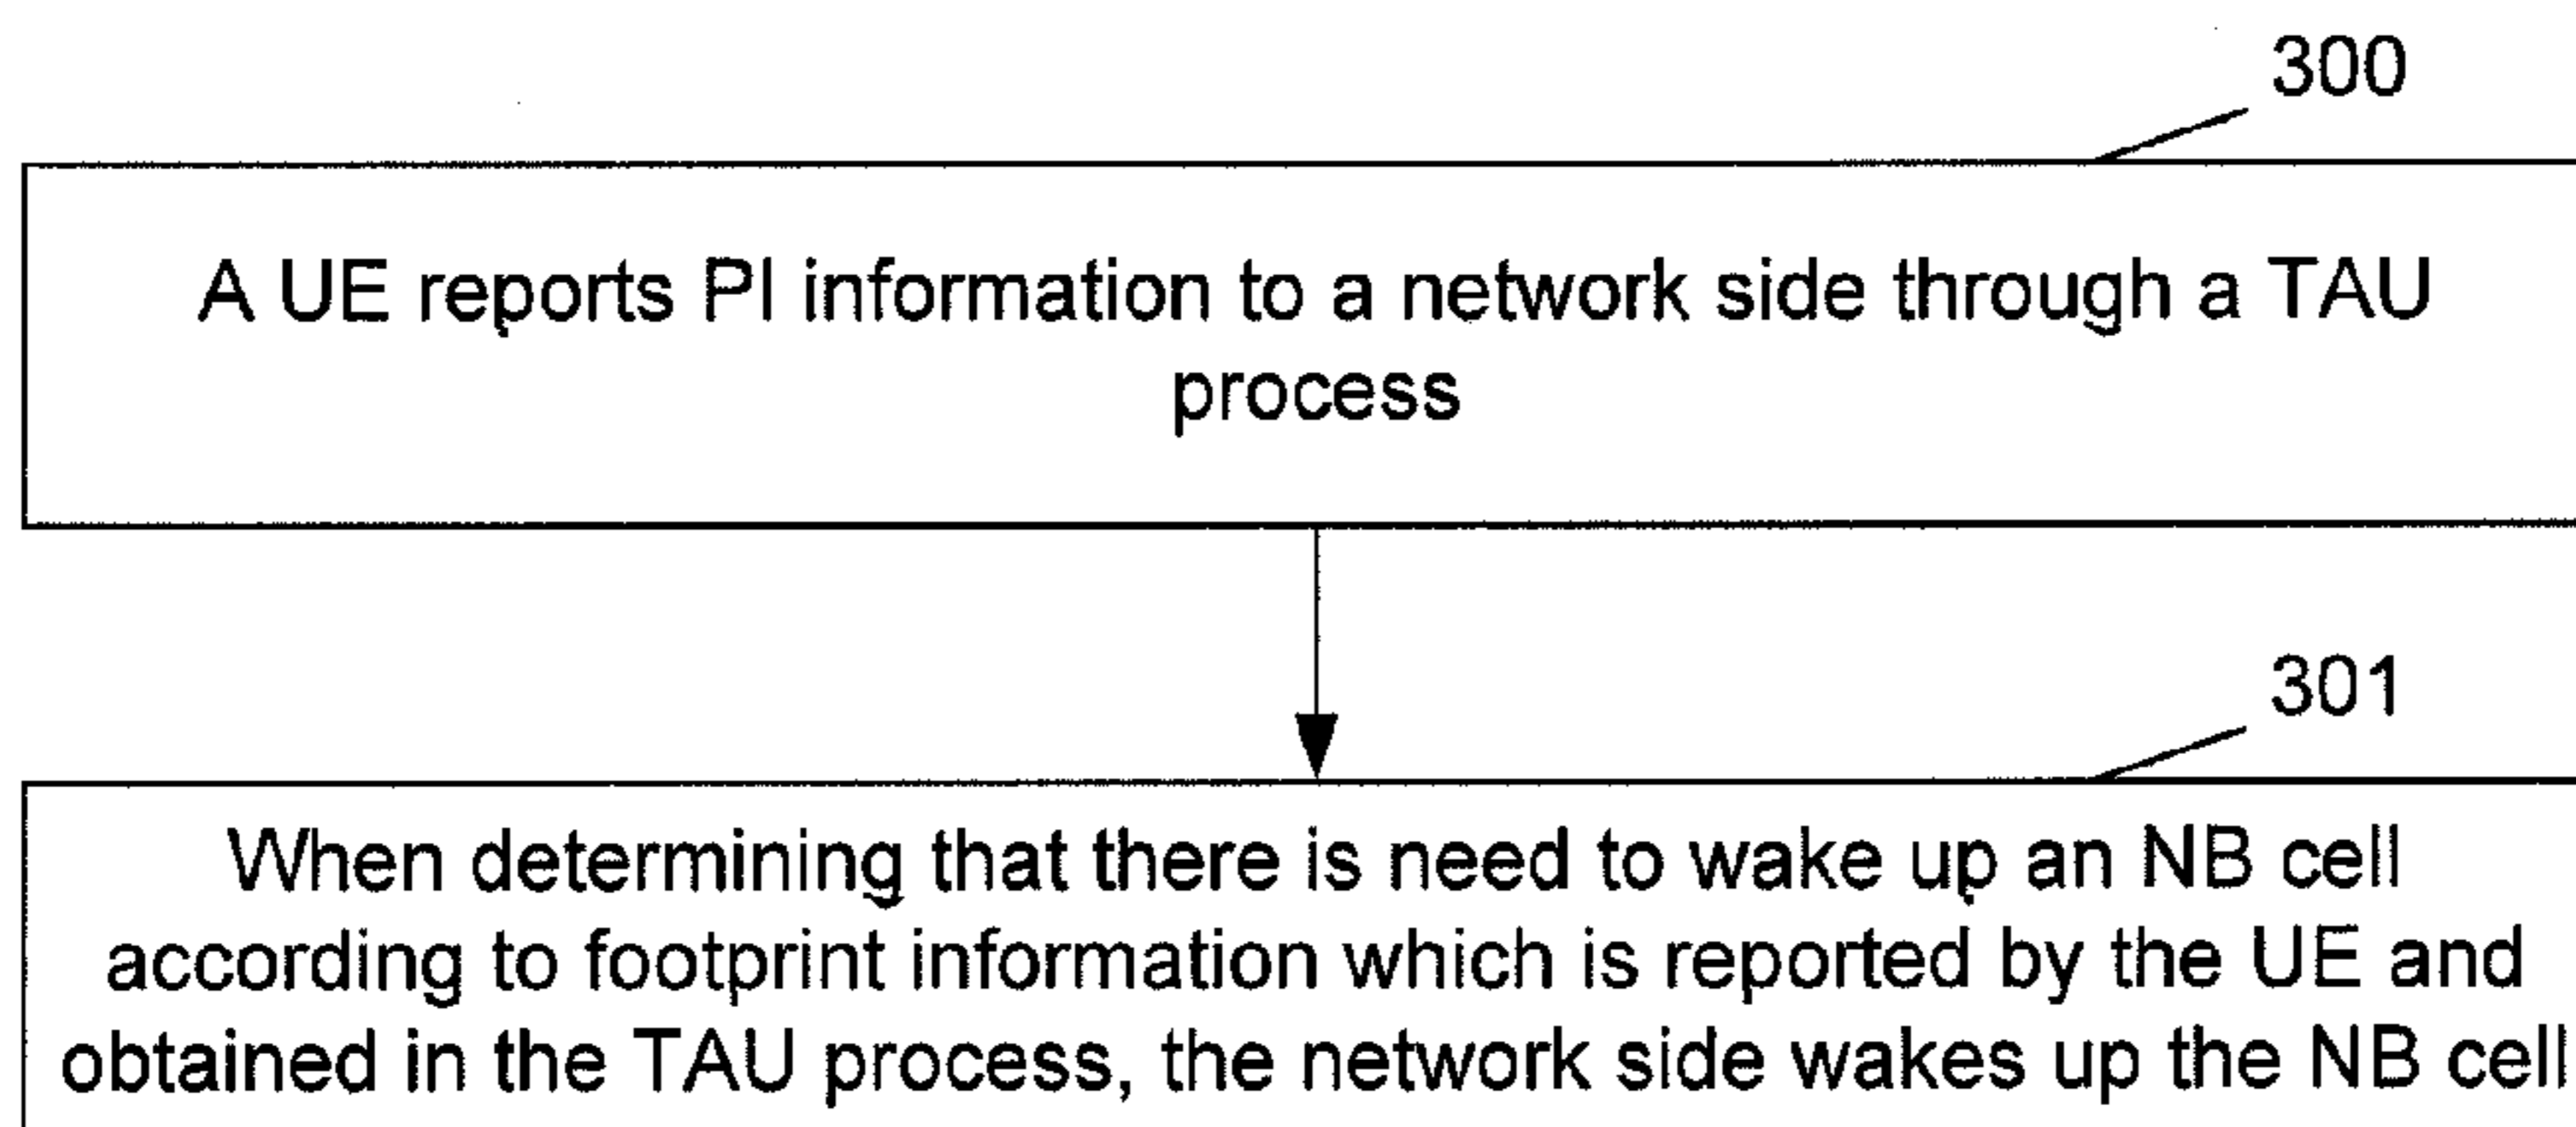 300
A UE reports PI information to a network side through a TAU
process
301
When determining that there is need to wake up an NB cell
according to footprint information which is reported by the UE and
obtained in the TAU process, the network side wakes up the NB cell